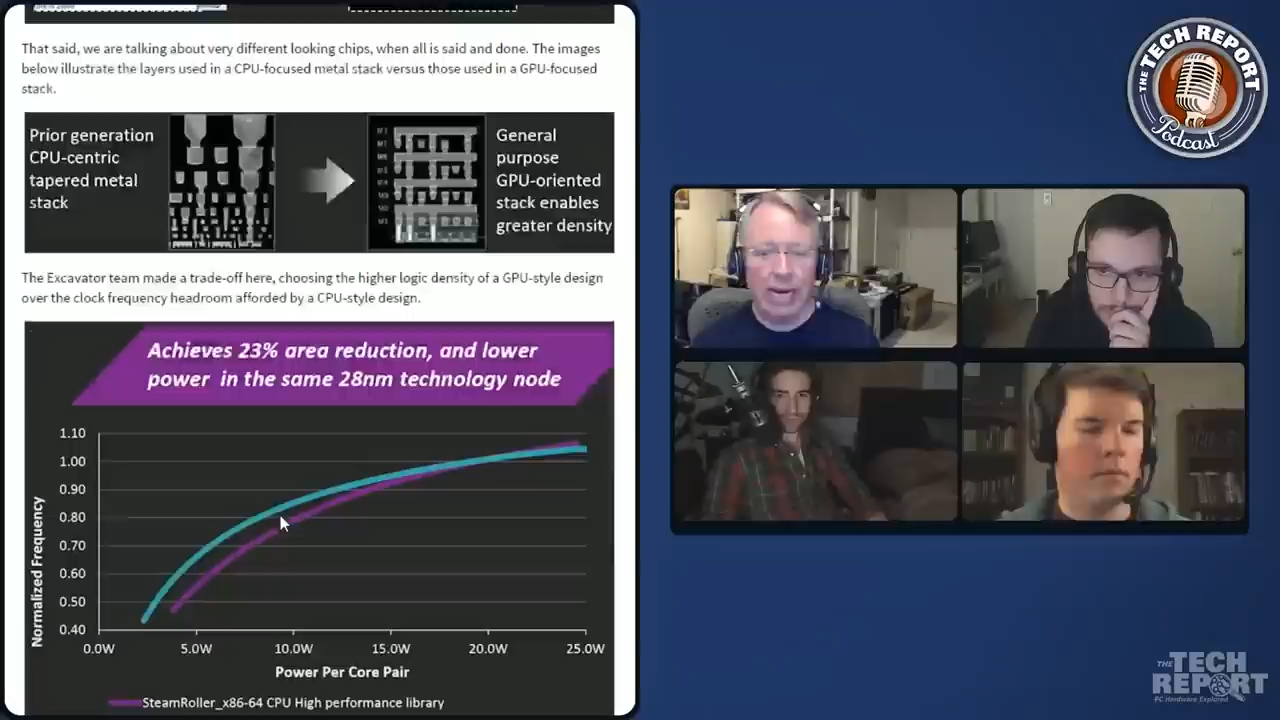 That said, we are talking about very different looking chips, when all is said and done. The images
below illustrate the layers used in a CPU-focused metal stack versus those used in a GPU-focused
stack.
Prior generation
CPU-centric
tapered metal
stack
General
purpose
GPU-oriented
stack enables
greater density
The Excavator team made a trade-off here, choosing the higher logic density of a GPU-style design
over the clock frequency headroom afforded by a CPU-style design.
Achieves 23% area reduction, and lower
power in the same 28nm technology node
Normalized Frequency
1.10
1.00
0.90
0.80
0.70
0.60
0.50
0.40
0.0W 5.0W 10.0W 15.0W 20.0W 25.0W
Power Per Core Pair
SteamRoller_x86-64 CPU High performance library
THE TECH REPORT
Podcast
THE TECH
REPORT
PC Hardware Explored